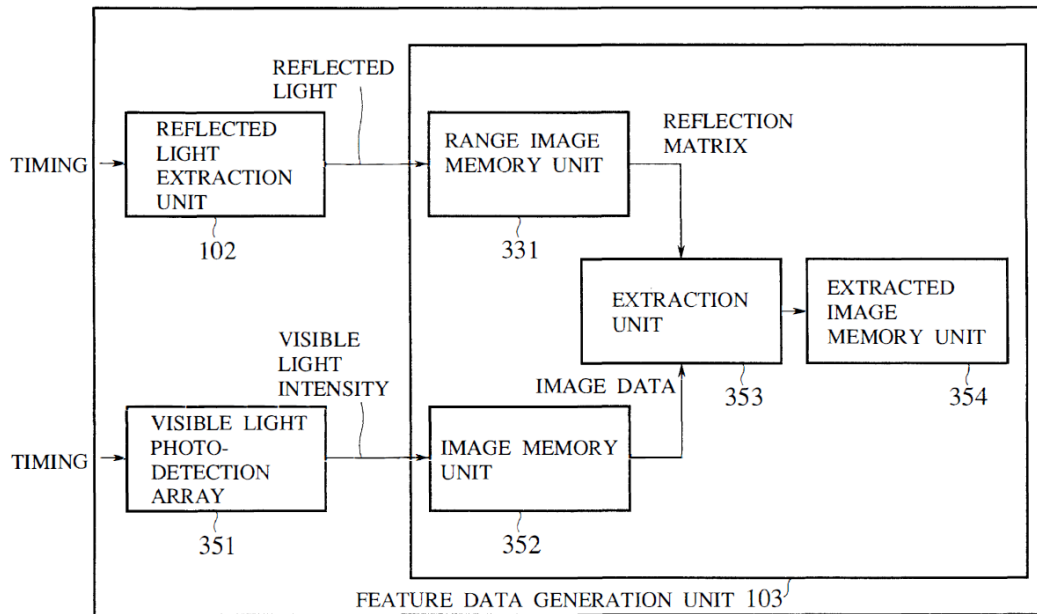 REFLECTED
LIGHT
TIMING
REFLECTED
LIGHT
EXTRACTION
UNIT
102
RANGE IMAGE
MEMORY UNIT
331
REFLECTION
MATRIX
EXTRACTION
UNIT
353
EXTRACTED
IMAGE
MEMORY UNIT
354
VISIBLE
LIGHT
INTENSITY
IMAGE DATA
TIMING
VISIBLE LIGHT
PHOTO-
DETECTION
ARRAY
351
IMAGE MEMORY
UNIT
352
FEATURE DATA GENERATION UNIT 103